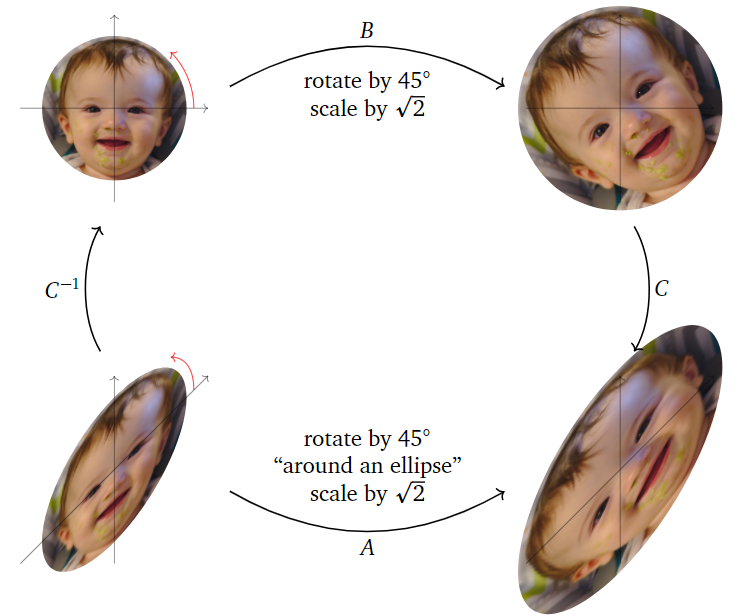 B
rotate by 45°
scale by √2
C⁻¹
C
rotate by 45°
“around an ellipse”
scale by √2
A